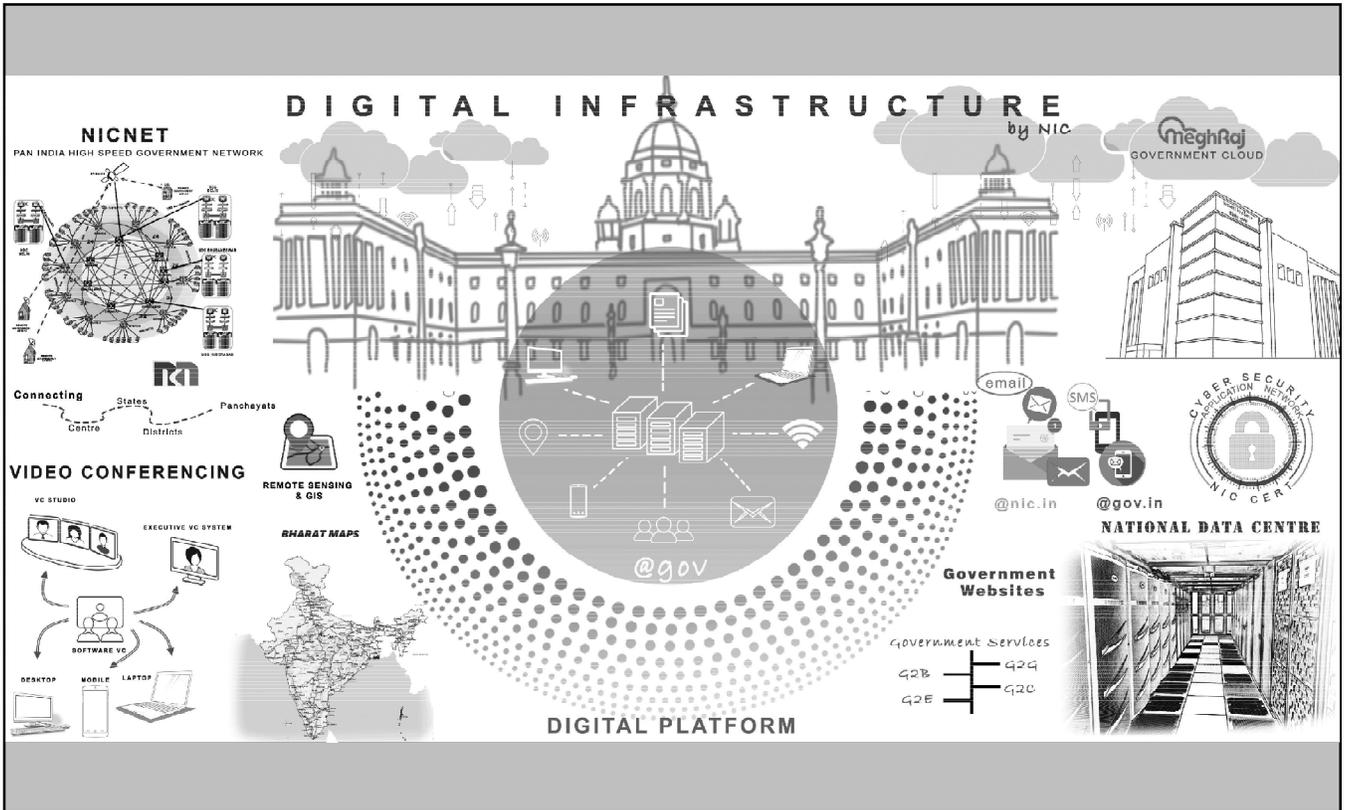 DIGITAL INFRASTRUCTURE
by NIC
NICNET
PAN INDIA HIGH SPEED GOVERNMENT NETWORK
MeghRaj
GOVERNMENT CLOUD
Connecting
States
Panchayats
Centre
Districts
VIDEO CONFERENCING
VC STUDIO
EXECUTIVE VC SYSTEM
SOFTWARE VC
DESKTOP
MOBILE
LAPTOP
REMOTE SENSING
& GIS
BHARAT MAPS
@gov
DIGITAL PLATFORM
email
SMS
@nic.in
@gov.in
CYBER SECURITY
APPLICATION NETWORK
NIC CERT
NATIONAL DATA CENTRE
Government
Websites
Government Services
G2B
G2G
G2E
G2C